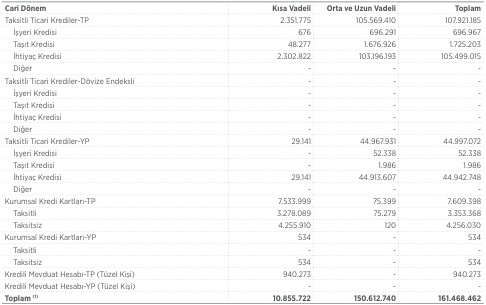 Cari Dönem Kısa Vadeli Orta ve Uzun Vadeli Toplam
Taksitli Ticari Krediler-TP 2.351.775 105.569.410 107.921.185
İşyeri Kredisi 676 696.291 696.967
Taşıt Kredisi 48.277 1.676.926 1.725.203
İhtiyaç Kredisi 2.302.822 103.196.193 105.499.015
Diğer - - -
Taksitli Ticari Krediler-Dövize Endeksli - - -
İşyeri Kredisi - - -
Taşıt Kredisi - - -
İhtiyaç Kredisi - - -
Diğer - - -
Taksitli Ticari Krediler-YP 29.141 44.967.931 44.997.072
İşyeri Kredisi - 52.338 52.338
Taşıt Kredisi - 1.986 1.986
İhtiyaç Kredisi 29.141 44.913.607 44.942.748
Diğer - - -
Kurumsal Kredi Kartları-TP 7.533.999 75.399 7.609.398
Taksitli 3.278.089 75.279 3.353.368
Taksitsiz 4.255.910 120 4.256.030
Kurumsal Kredi Kartları-YP 534 - 534
Taksitli - - -
Taksitsiz 534 - 534
Kredili Mevduat Hesabı-TP (Tüzel Kişi) 940.273 - 940.273
Kredili Mevduat Hesabı-YP (Tüzel Kişi) - - -
Toplam (1) 10.855.722 150.612.740 161.468.462